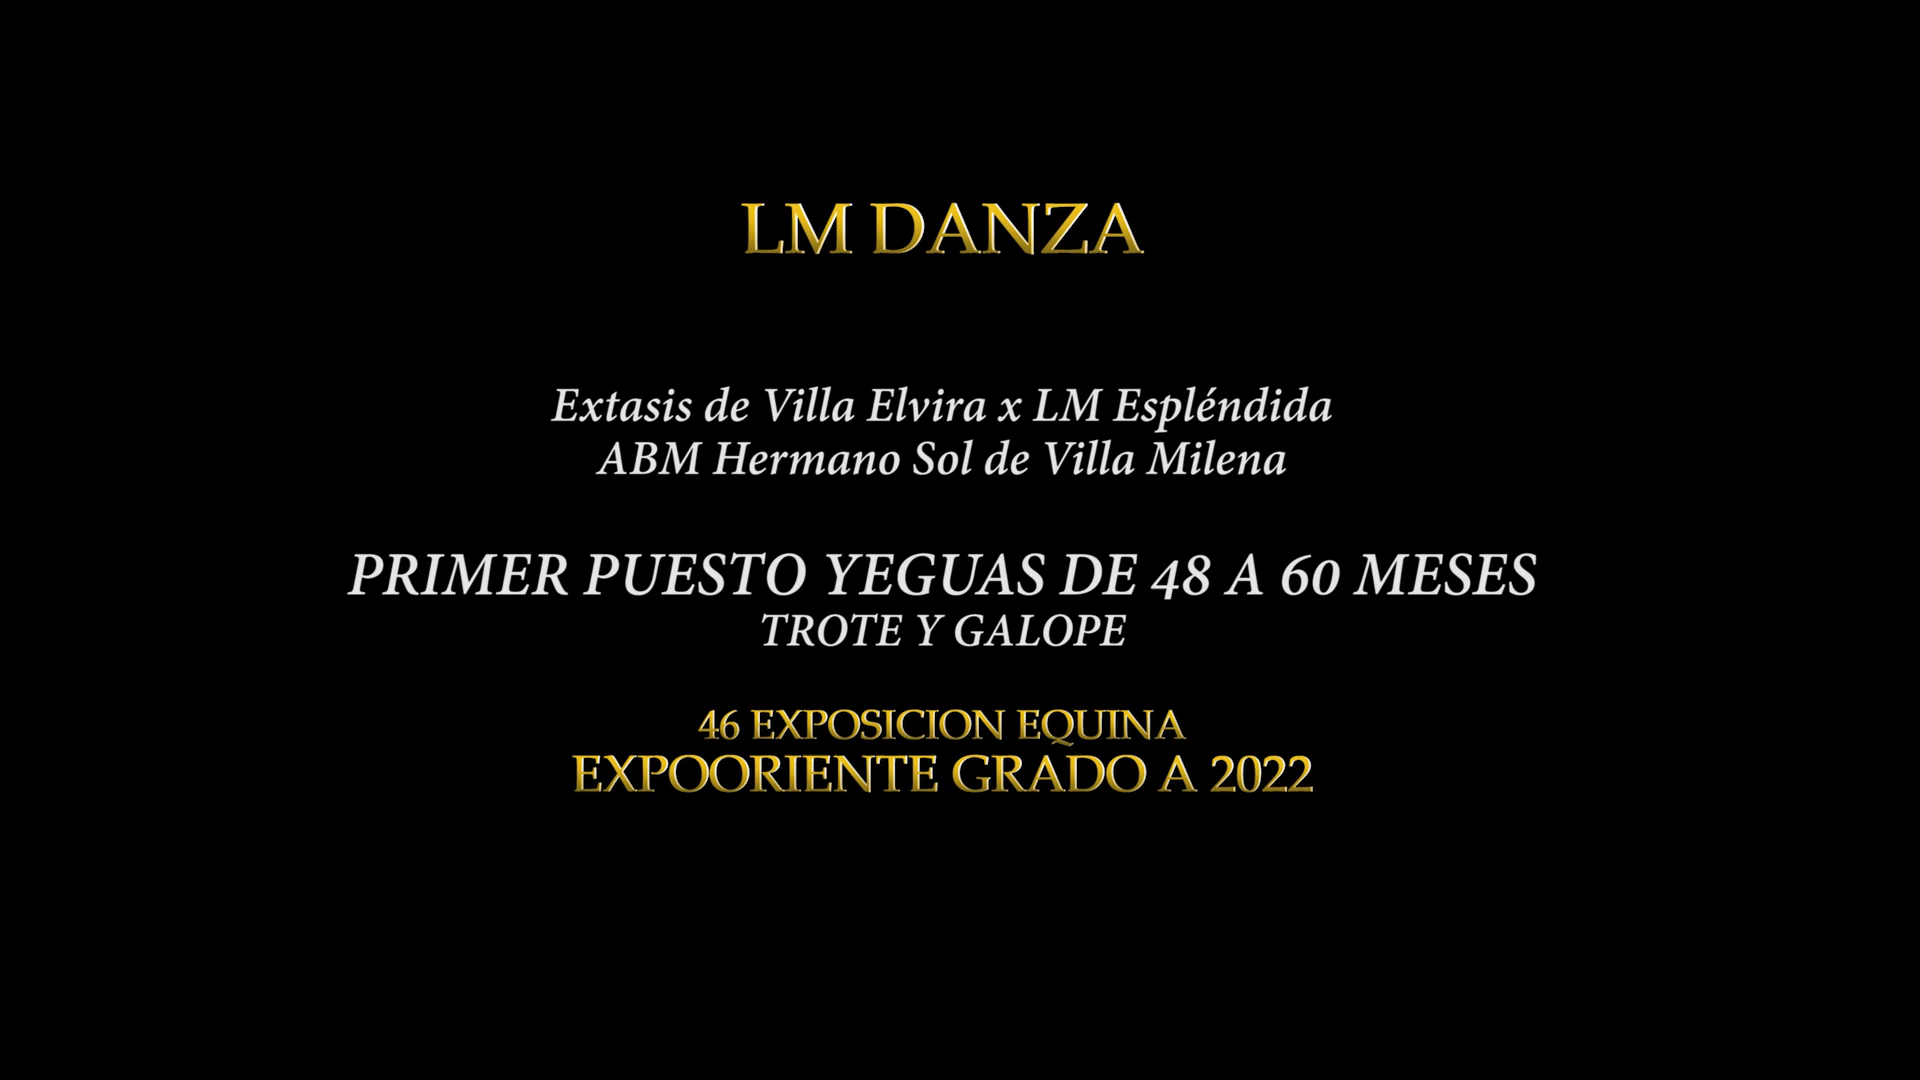 LM DANZA
Extasis de Villa Elvira x LM Espléndida
ABM Hermano Sol de Villa Milena
PRIMER PUESTO YEGUAS DE 48 A 60 MESES
TROTE Y GALOPE
46 EXPOSICION EQUINA
EXPOORIENTE GRADO A 2022